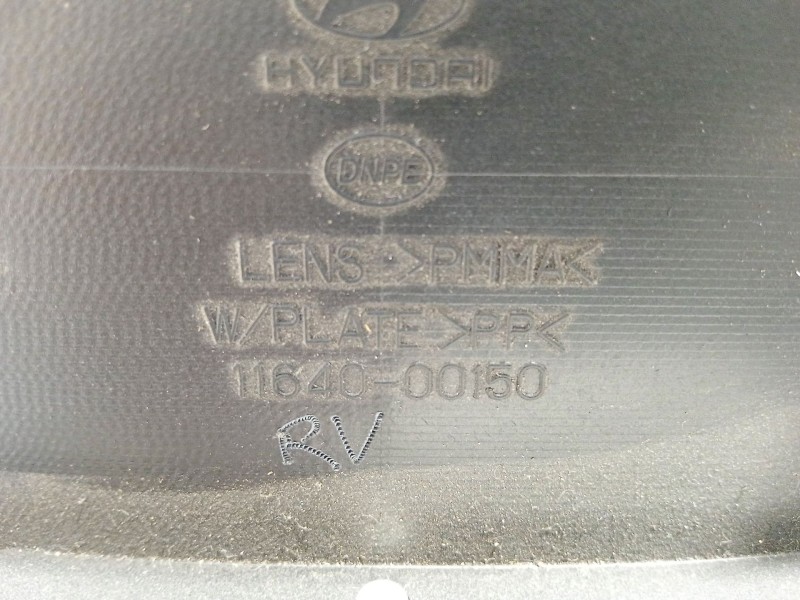 HYUNDAI
DNPE
LENS >PMMA<
W/PLATE >PP<
11640-00150
RV